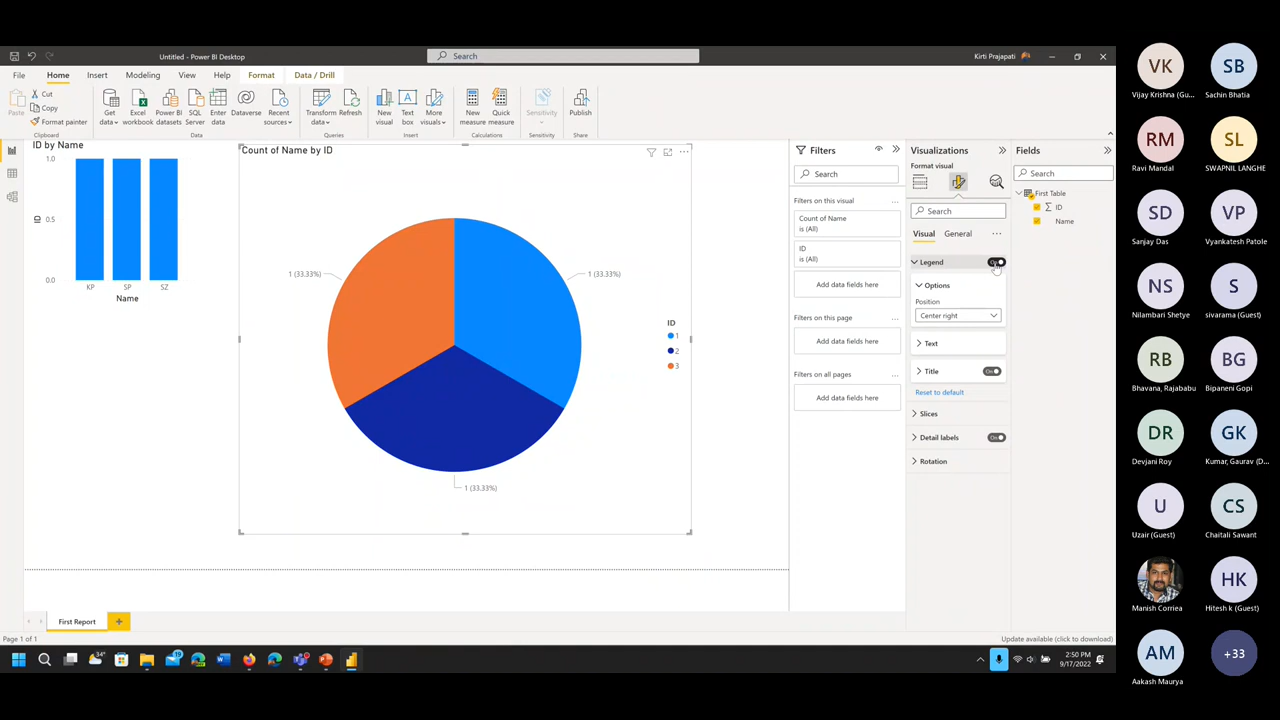 Untitled - Power BI Desktop
Search
Kirti Prajapati
File
Home
Insert
Modeling
View
Help
Format
Data / Drill
Paste
Cut
Copy
Format painter
Clipboard
Get data
Excel workbook
Power BI datasets
SQL Server
Enter data
Dataverse
Recent sources
Data
Transform data
Refresh
Queries
New visual
Text box
More visuals
Insert
New measure
Quick measure
Calculations
Sensitivity
Sensitivity
Publish
Share
ID by Name
1.0
0.5
0.0
ID
KP
SP
SZ
Name
Count of Name by ID
1 (33.33%)
1 (33.33%)
1 (33.33%)
ID
1
2
3
Filters
Search
Filters on this visual
Count of Name
is (All)
ID
is (All)
Add data fields here
Filters on this page
Add data fields here
Filters on all pages
Add data fields here
Visualizations
Format visual
Search
Visual
General
Legend
Options
Position
Center right
Text
Title
On
Reset to default
Slices
Detail labels
On
Rotation
Fields
Search
First Table
ID
Name
First Report
Page 1 of 1
Update available (click to download)
34°
19
2:50 PM
9/17/2022
VK
Vijay Krishna (Gu...
SB
Sachin Bhatia
RM
Ravi Mandal
SL
SWAPNIL LANGHE
SD
Sanjay Das
VP
Vyankatesh Patole
NS
Nilambari Shetye
S
sivarama (Guest)
RB
Bhavana, Rajababu
BG
Bipaneni Gopi
DR
Devjani Roy
GK
Kumar, Gaurav (D...
U
Uzair (Guest)
CS
Chaitali Sawant
Manish Corriea
HK
Hitesh k (Guest)
AM
Aakash Maurya
+33